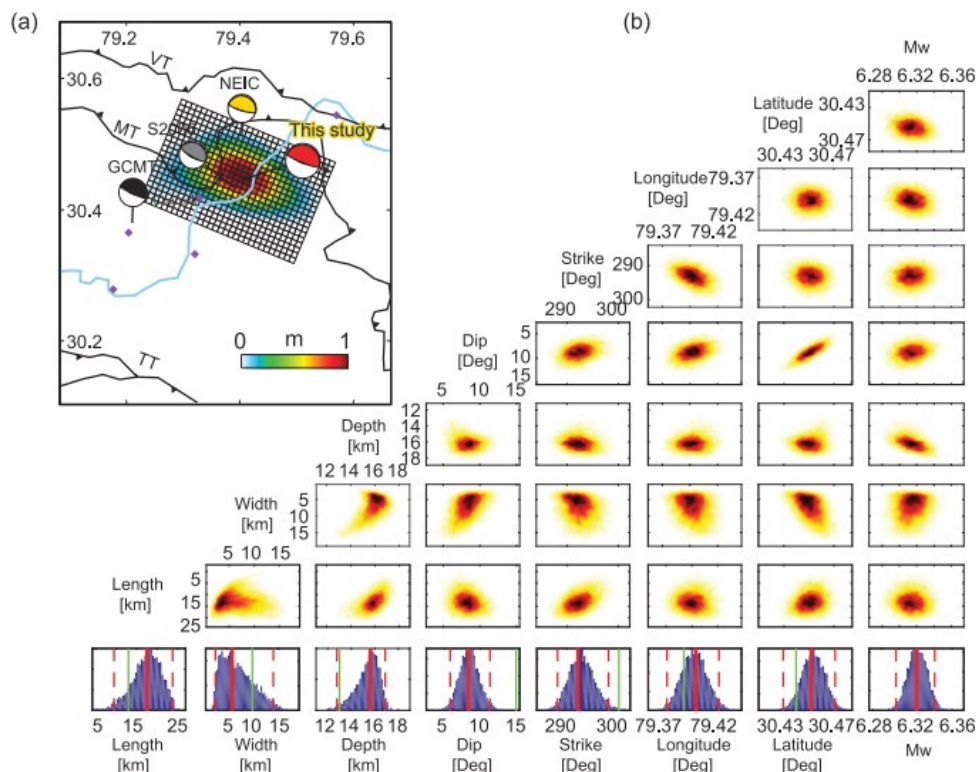 (a)
79.2 79.4 79.6
VT
30.60
NEIC
This study
MT
GCMT
30.4
0 m 1
30.2
TT
(b)
Mw
6.28 6.32 6.36
Latitude 30.43
[Deg] 30.47
30.43 30.47
Longitude 79.37
[Deg] 79.42
79.37 79.42
Strike 290
[Deg] 300
290 300
Dip 5
[Deg] 10
15
5 10 15
Depth 12
[km] 14
16
18
12 14 16 18
Width 5
[km] 10
15
5 10 15
Length 5
[km] 15
25
5 15 25
Length
[km]
5 10 15
Width
[km]
12 14 16 18
Depth
[km]
5 10 15
Dip
[Deg]
290 300
Strike
[Deg]
79.37 79.42
Longitude
[Deg]
30.43 30.47
Latitude
[Deg]
6.28 6.32 6.36
Mw